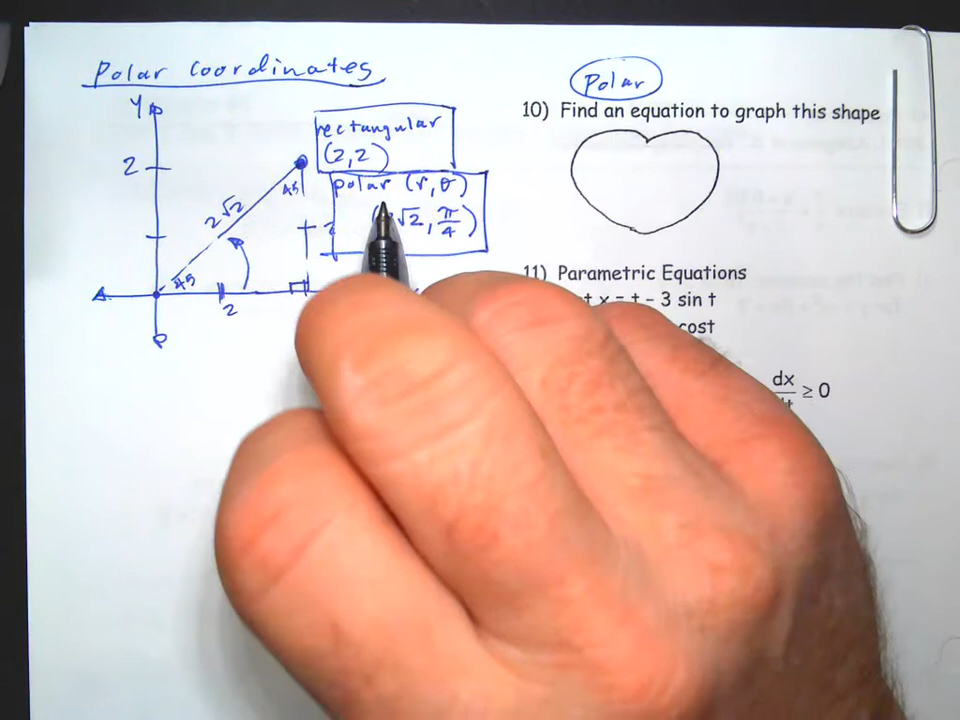 Polar Coordinates
y
2
2√2
45
45
2
rectangular
(2,2)
polar (r,θ)
√2, π/4)
Polar
10) Find an equation to graph this shape
11) Parametric Equations
t x = t - 3 sin t
cost
dx
≥ 0